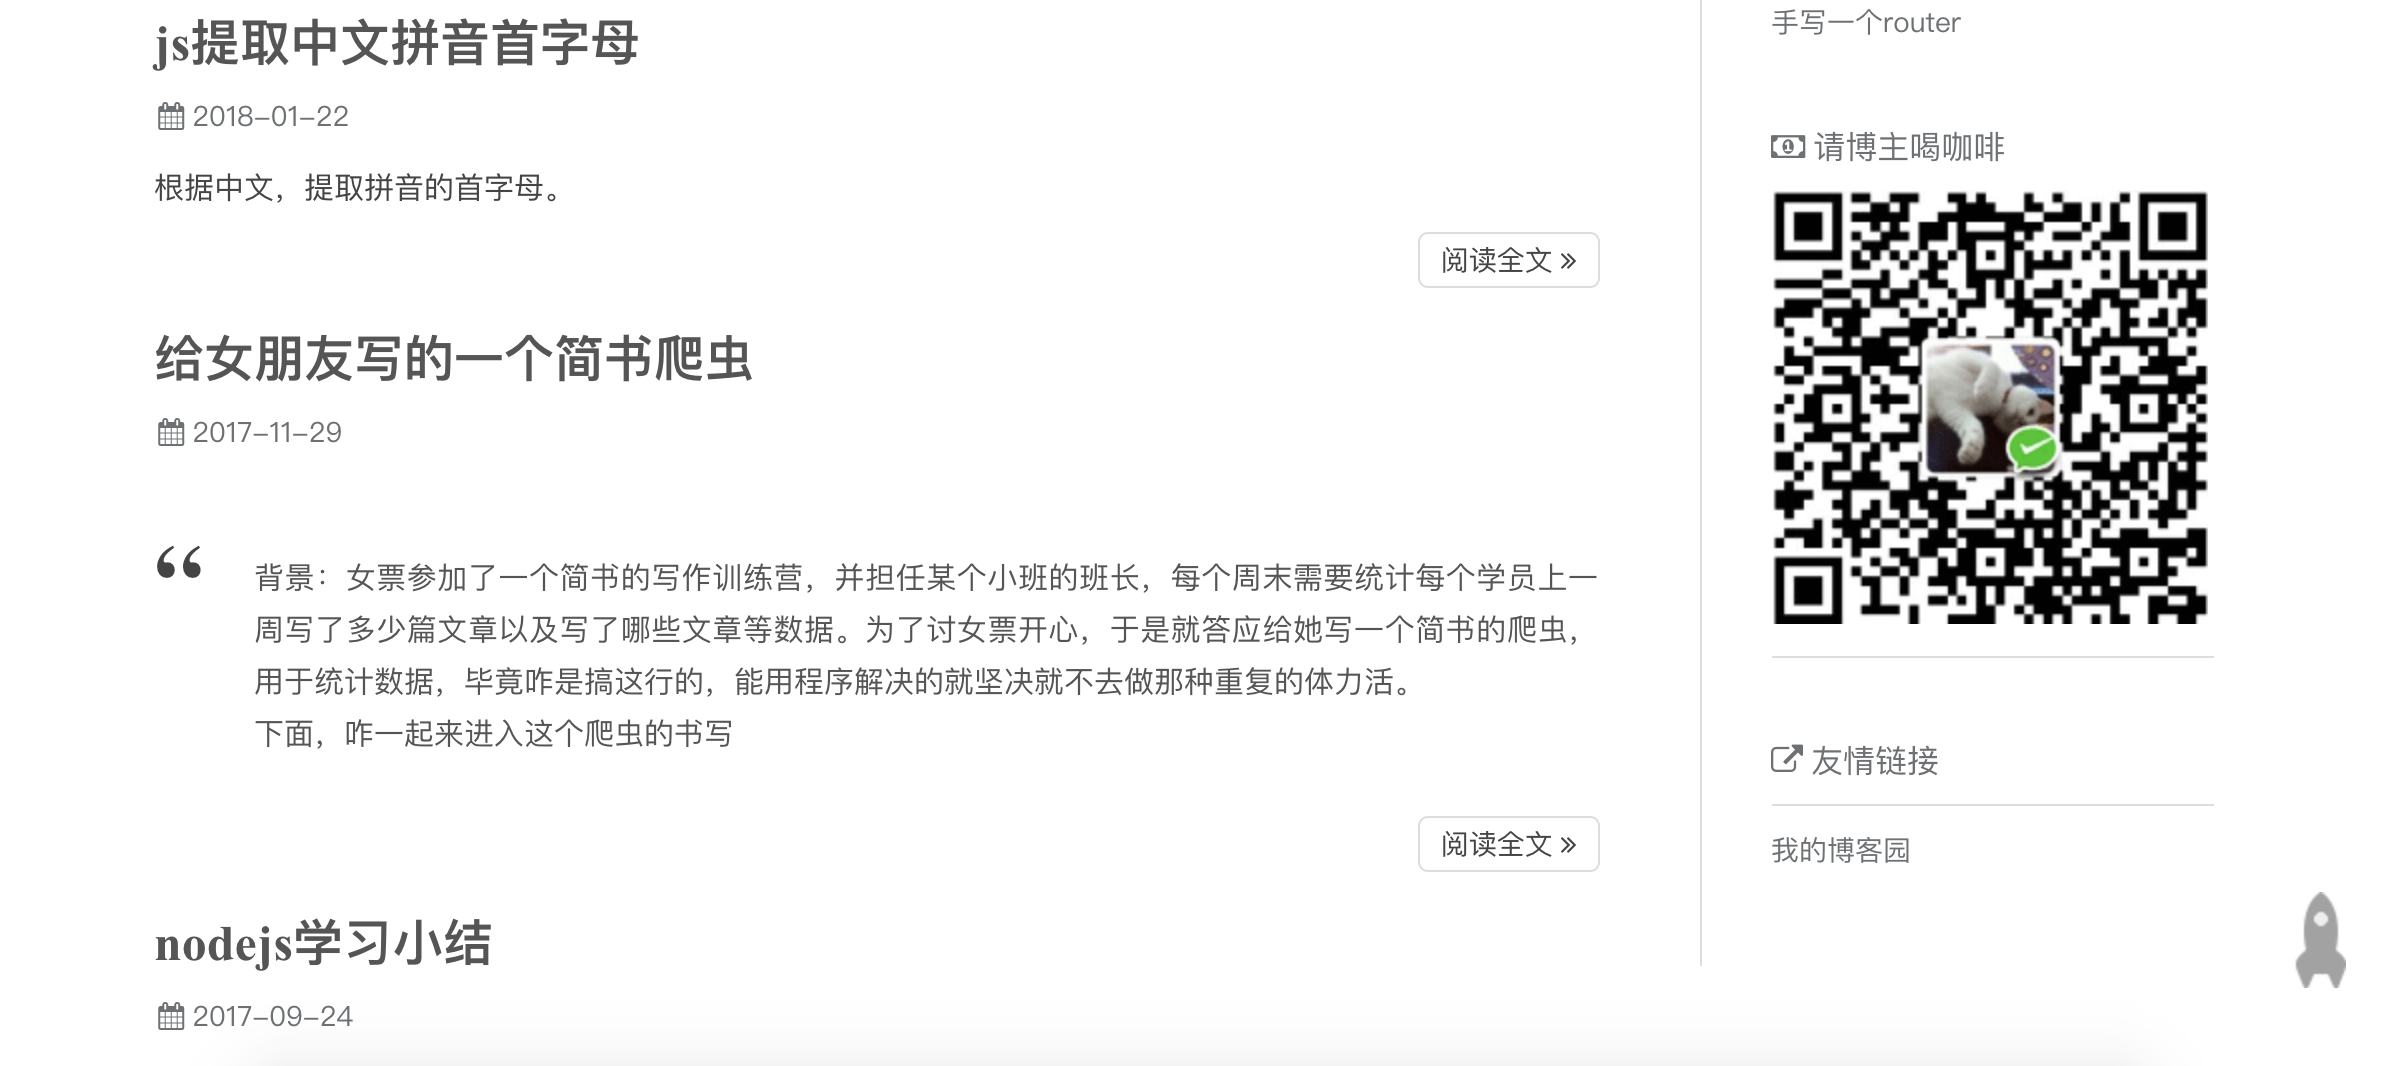 js提取中文拼音首字母
2018-01-22
根据中文，提取拼音的首字母。
阅读全文 »
给女朋友写的一个简书爬虫
2017-11-29
背景：女票参加了一个简书的写作训练营，并担任某个小班的班长，每个周末需要统计每个学员上一
周写了多少篇文章以及写了哪些文章等数据。为了讨女票开心，于是就答应给她写一个简书的爬虫，
用于统计数据，毕竟咋是搞这行的，能用程序解决的就坚决就不去做那种重复的体力活。
下面，咋一起来进入这个爬虫的书写
阅读全文 »
nodejs学习小结
2017-09-24
手写一个router
请博主喝咖啡
友情链接
我的博客园